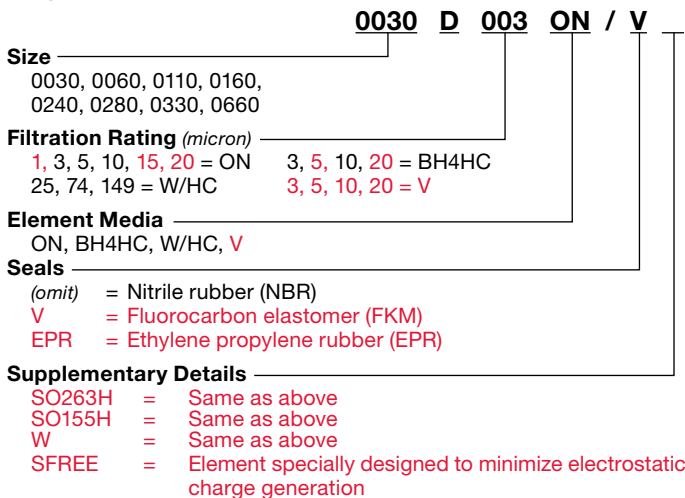 0030 D 003 ON / V
Size
0030, 0060, 0110, 0160,
0240, 0280, 0330, 0660
Filtration Rating (micron)
1, 3, 5, 10, 15, 20 = ON 3, 5, 10, 20 = BH4HC
25, 74, 149 = W/HC 3, 5, 10, 20 = V
Element Media
ON, BH4HC, W/HC, V
Seals
(omit) = Nitrile rubber (NBR)
V = Fluorocarbon elastomer (FKM)
EPR = Ethylene propylene rubber (EPR)
Supplementary Details
SO263H = Same as above
SO155H = Same as above
W = Same as above
SFREE = Element specially designed to minimize electrostatic
charge generation